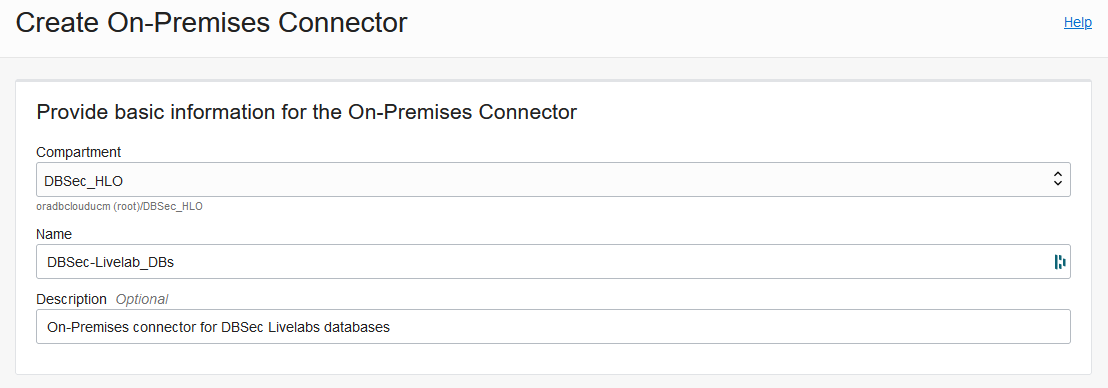 Create On-Premises Connector
Help
Provide basic information for the On-Premises Connector
Compartment
DBSec_HLO
oradbclouducm (root)/DBSec_HLO
Name
DBSec-Livelab_DBs
Description Optional
On-Premises connector for DBSec Livelabs databases